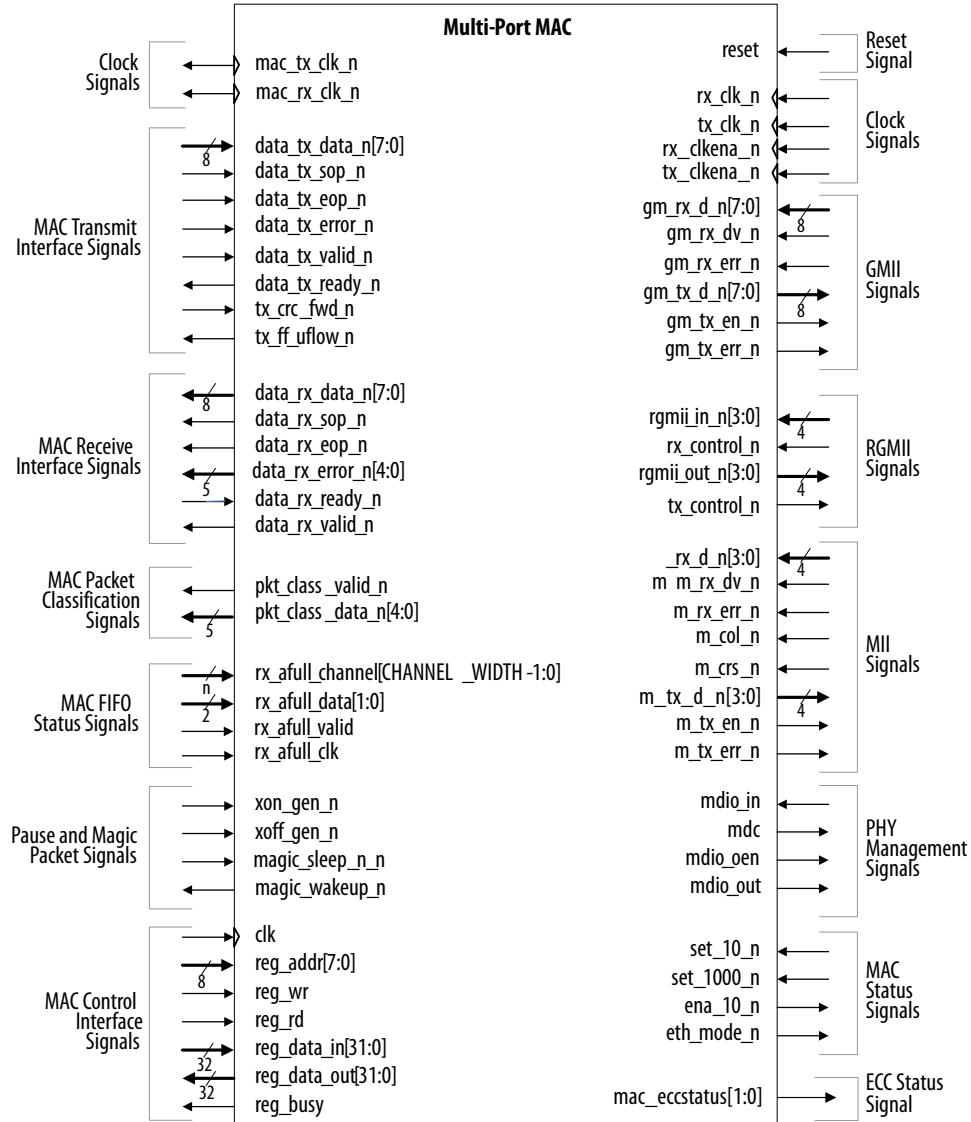 Multi-Port MAC
Clock
Signals
mac_tx_clk_n
mac_rx_clk_n
MAC Transmit
Interface Signals
8
data_tx_data_n[7:0]
data_tx_sop_n
data_tx_eop_n
data_tx_error_n
data_tx_valid_n
data_tx_ready_n
tx_crc_fwd_n
tx_ff_uflow_n
MAC Receive
Interface Signals
8
data_rx_data_n[7:0]
data_rx_sop_n
data_rx_eop_n
5
data_rx_error_n[4:0]
data_rx_ready_n
data_rx_valid_n
MAC Packet
Classification
Signals
pkt_class _valid_n
5
pkt_class _data_n[4:0]
MAC FIFO
Status Signals
n
rx_afull_channel[CHANNEL _WIDTH -1:0]
2
rx_afull_data[1:0]
rx_afull_valid
rx_afull_clk
Pause and Magic
Packet Signals
xon_gen_n
xoff_gen_n
magic_sleep_n_n
magic_wakeup_n
MAC Control
Interface
Signals
clk
8
reg_addr[7:0]
reg_wr
reg_rd
32
reg_data_in[31:0]
32
reg_data_out[31:0]
reg_busy
reset
Reset
Signal
rx_clk_n
tx_clk_n
rx_clkena_n
tx_clkena_n
Clock
Signals
gm_rx_d_n[7:0]
8
gm_rx_dv_n
gm_rx_err_n
gm_tx_d_n[7:0]
8
gm_tx_en_n
gm_tx_err_n
GMII
Signals
rgmii_in_n[3:0]
4
rx_control_n
rgmii_out_n[3:0]
4
tx_control_n
RGMII
Signals
_rx_d_n[3:0]
4
m m_rx_dv_n
m_rx_err_n
m_col_n
m_crs_n
m_tx_d_n[3:0]
4
m_tx_en_n
m_tx_err_n
MII
Signals
mdio_in
mdc
mdio_oen
mdio_out
PHY
Management
Signals
set_10_n
set_1000_n
ena_10_n
eth_mode_n
MAC
Status
Signals
mac_eccstatus[1:0]
ECC Status
Signal